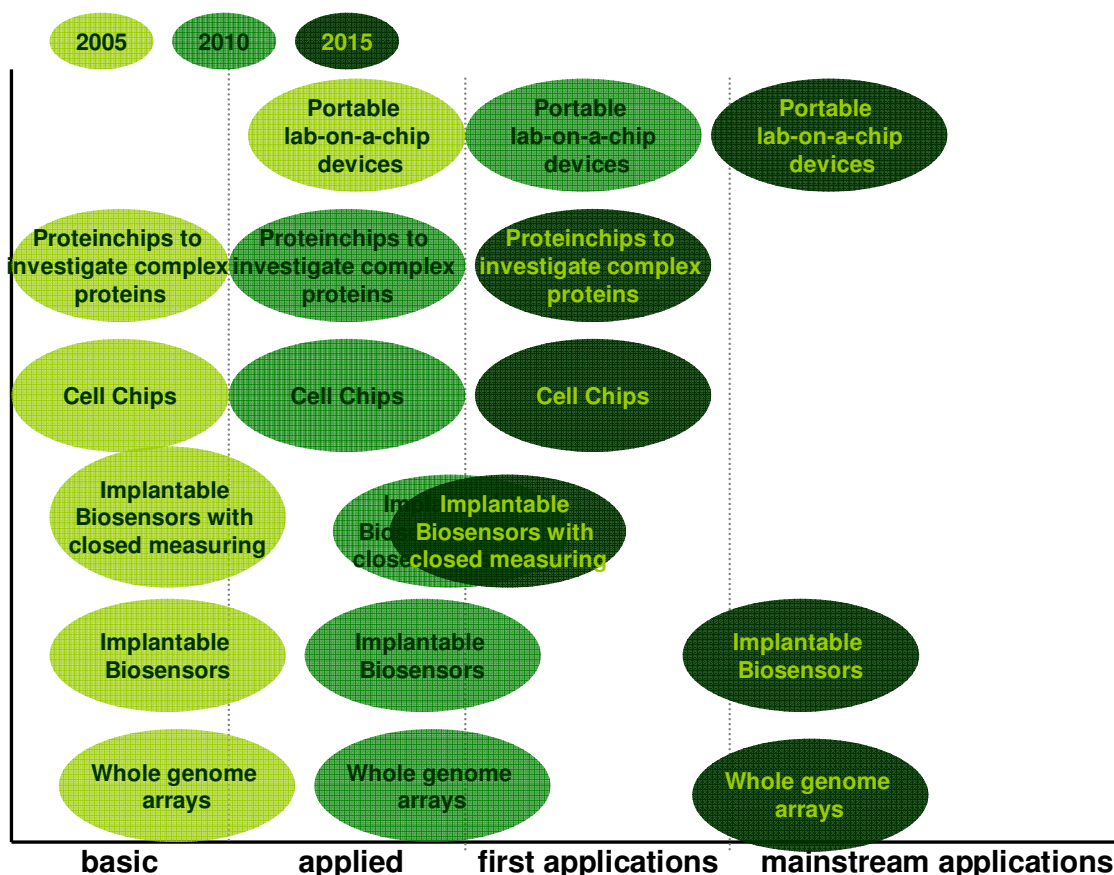 2005
2010
2015
Portable
lab-on-a-chip
devices
Portable
lab-on-a-chip
devices
Portable
lab-on-a-chip
devices
Proteinchips to
investigate complex
proteins
Proteinchips to
investigate complex
proteins
Proteinchips to
investigate complex
proteins
Cell Chips
Cell Chips
Cell Chips
Implantable
Biosensors with
closed measuring
Implantable
Biosensors with
closed measuring
Implantable
Biosensors
Implantable
Biosensors
Implantable
Biosensors
Whole genome
arrays
Whole genome
arrays
Whole genome
arrays
basic
applied
first applications
mainstream applications